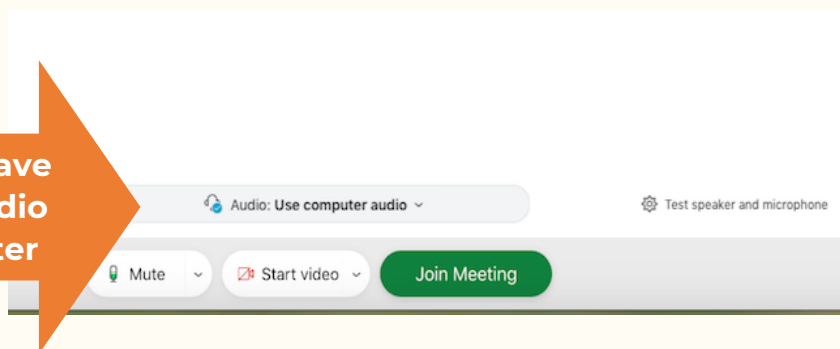 ave
dio
ter
Audio: Use computer audio
Test speaker and microphone
Mute
Start video
Join Meeting